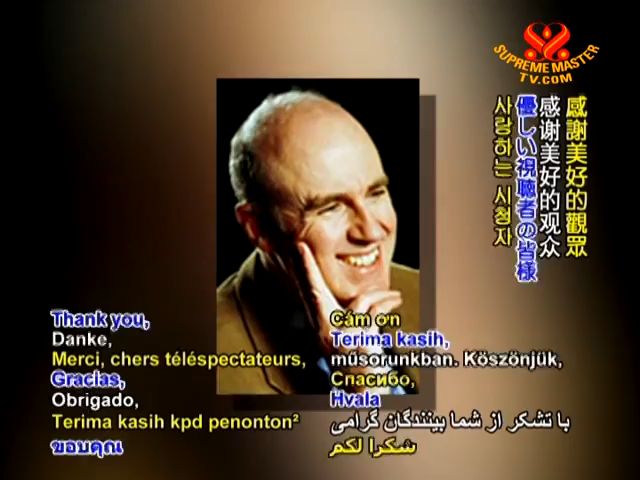 SUPREME MASTER
TV.COM
感謝美好的觀眾
感谢美好的观众
優しい視聴者の皆様
사랑하는 시청자
Thank you,
Danke,
Merci, chers téléspectateurs,
Gracias,
Obrigado,
Terima kasih kpd penonton²
ขอบคุณ
Cám ơn
Terima kasih,
műsorunkban. Köszönjük,
Спасибо,
Hvala
با تشکر از شما بینندگان گرامی
شكرا لكم